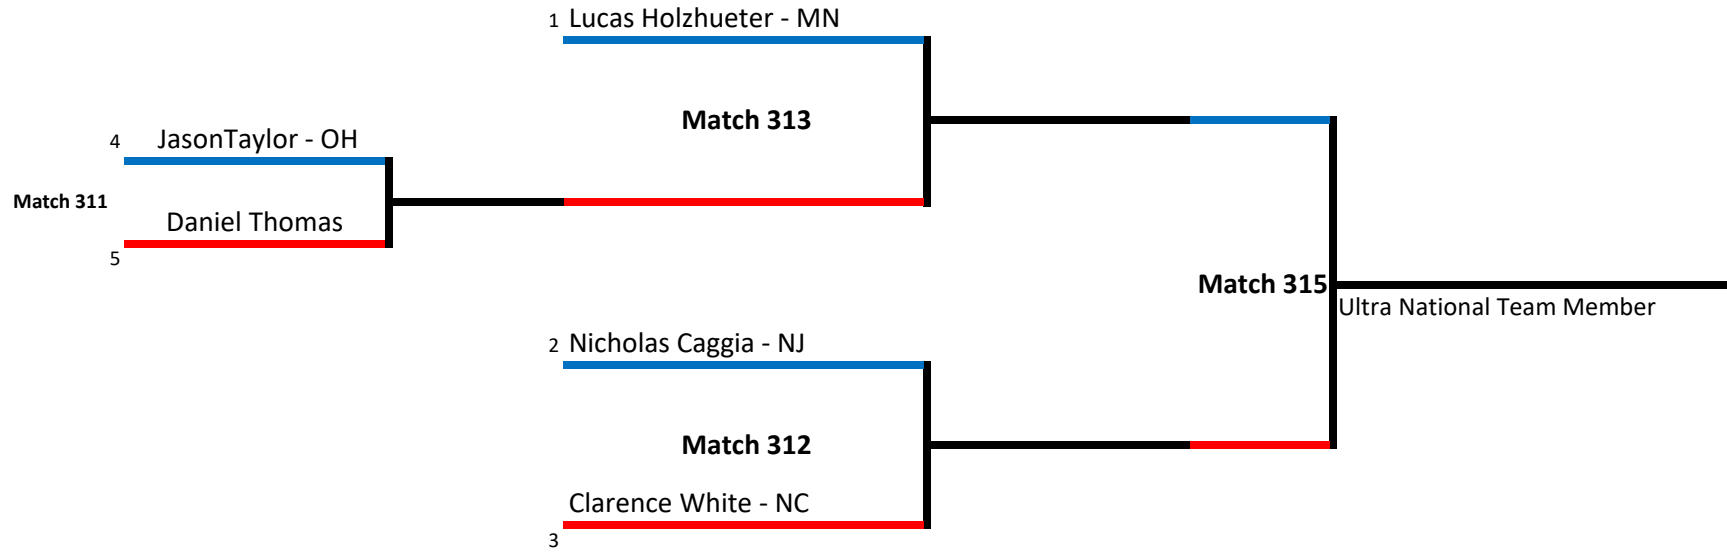 1 Lucas Holzhueter - MN
Match 313
4 JasonTaylor - OH
Match 311
Daniel Thomas
5
Match 315
Ultra National Team Member
2 Nicholas Caggia - NJ
Match 312
Clarence White - NC
3